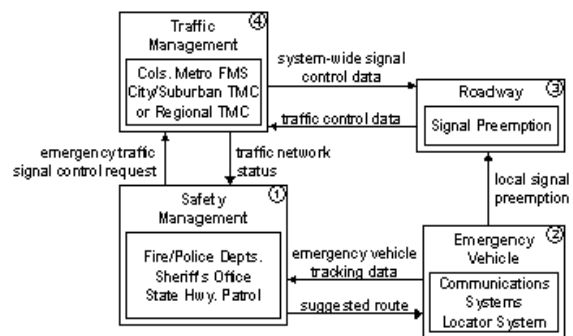 Traffic
Management
④
Cols. Metro FMS
City/Suburban TMC
or Regional TMC
system-wide signal
control data
Roadway
③
Signal Preemption
traffic control data
emergency traffic
signal control request
traffic network
status
local signal
preemption
Safety
Management
①
Fire/Police Depts.
Sheriff's Office
State Hwy. Patrol
emergency vehicle
tracking data
suggested route
Emergency
Vehicle
②
Communications
Systems
Locator System